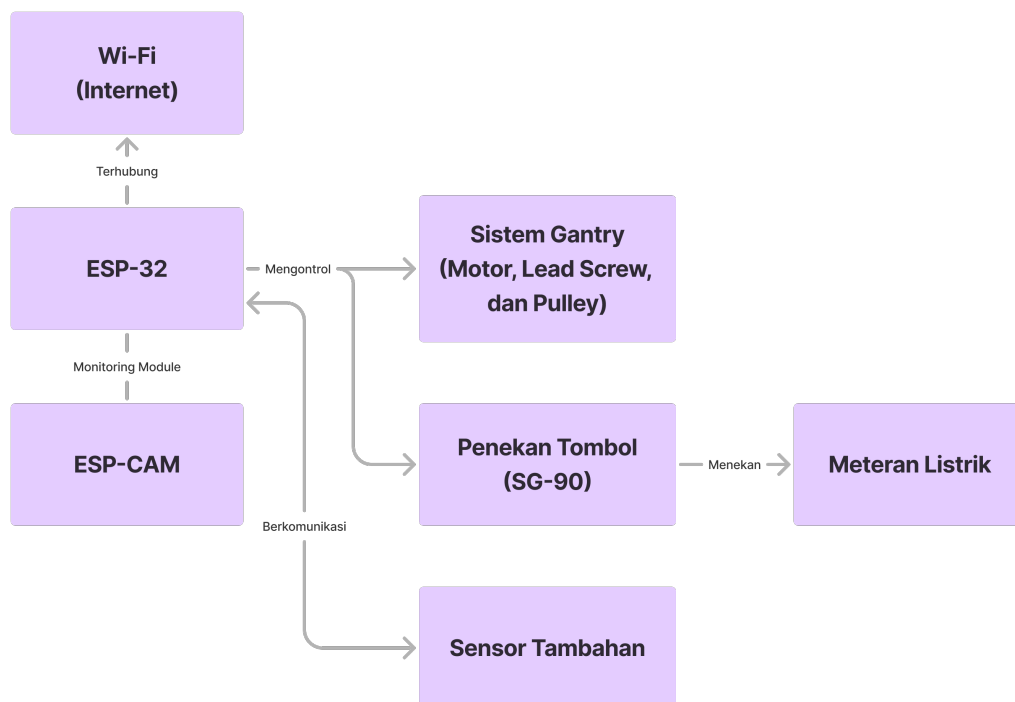 Wi-Fi
(Internet)
Terhubung
ESP-32
Mengontrol
Sistem Gantry
(Motor, Lead Screw,
dan Pulley)
Monitoring Module
ESP-CAM
Penekan Tombol
(SG-90)
Menekan
Meteran Listrik
Berkomunikasi
Sensor Tambahan